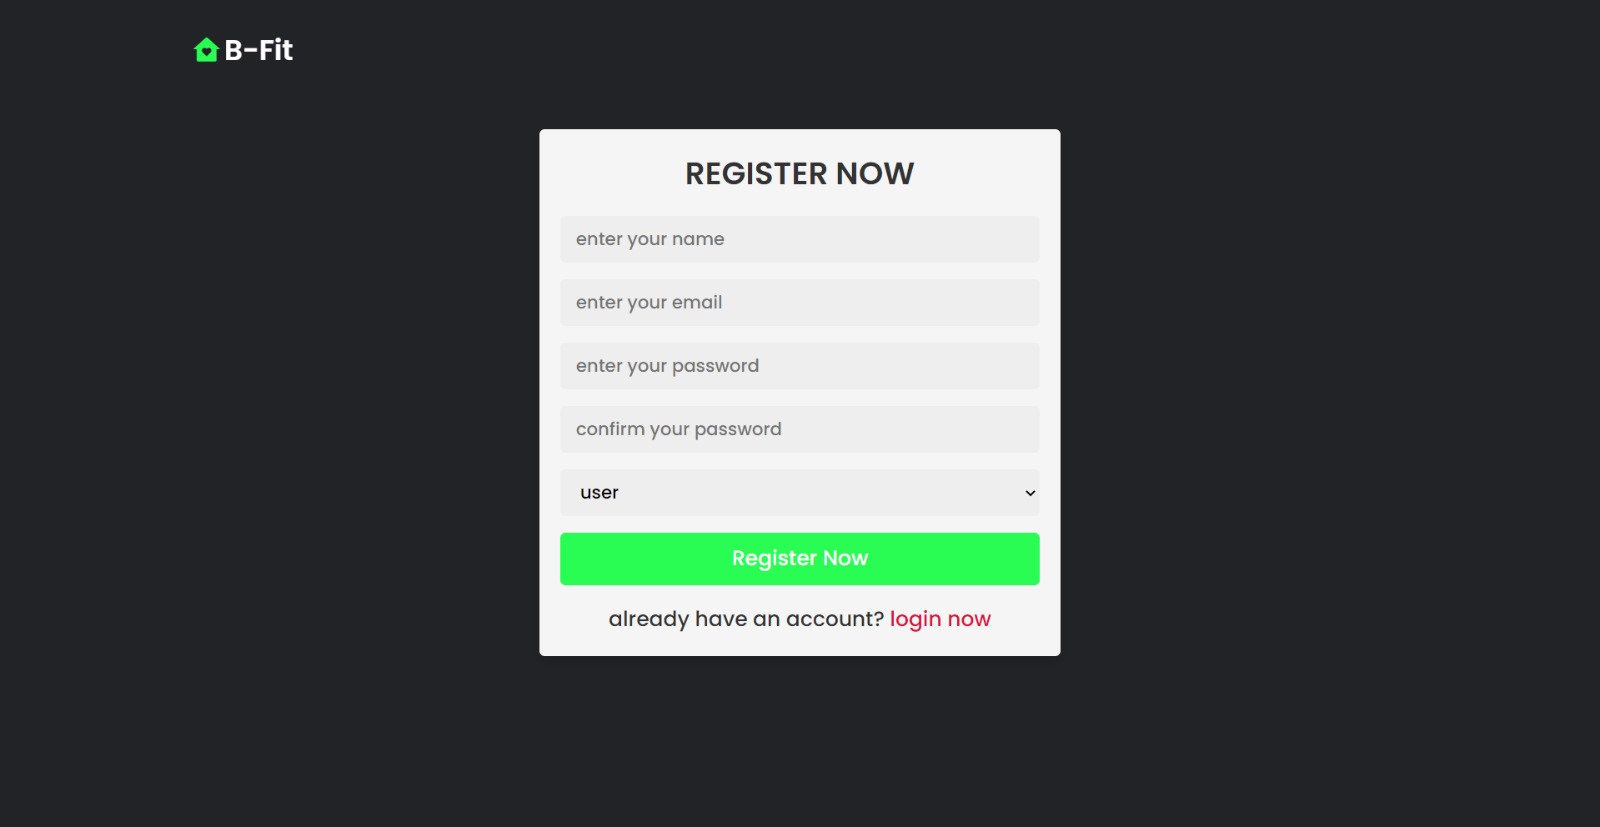 B-Fit
REGISTER NOW
enter your name
enter your email
enter your password
confirm your password
user
Register Now
already have an account? login now